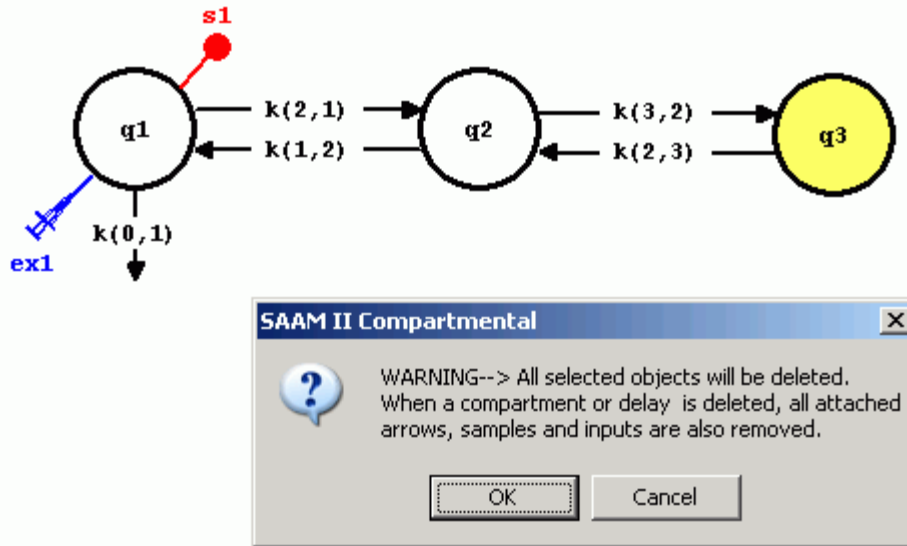 s1
q1
k(2,1)
k(1,2)
q2
k(3,2)
k(2,3)
q3
k(0,1)
ex1
SAAM II Compartmental
WARNING--> All selected objects will be deleted.
When a compartment or delay is deleted, all attached
arrows, samples and inputs are also removed.
OK
Cancel